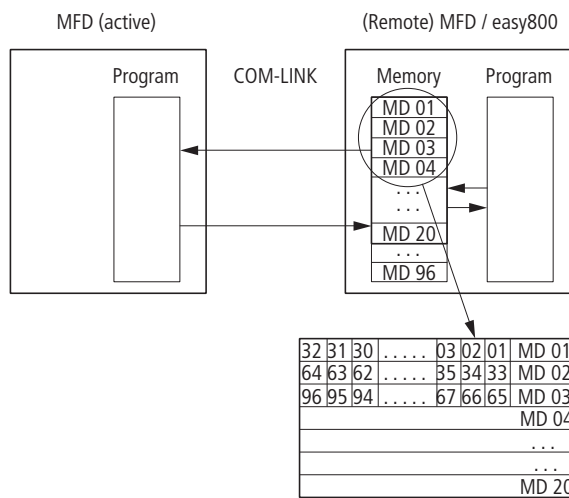 MFD (active)
(Remote) MFD / easy800
Program
COM-LINK
Memory
Program
MD 01
MD 02
MD 03
MD 04
. . .
. . .
MD 20
. . .
MD 96
32 31 30 . . . . . 03 02 01 MD 01
64 63 62 . . . . . 35 34 33 MD 02
96 95 94 . . . . . 67 66 65 MD 03
MD 04
. . .
. . .
MD 20